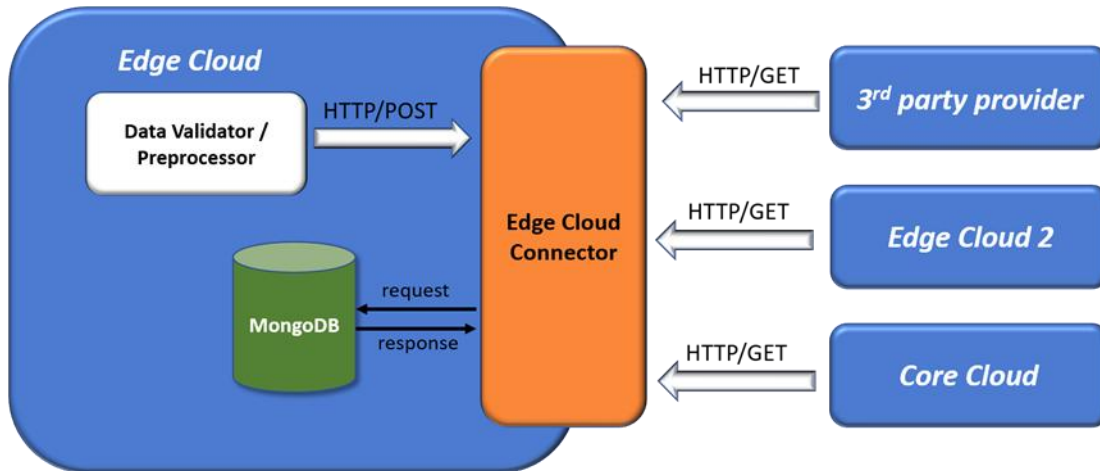 Edge Cloud
Data Validator /
Preprocessor
HTTP/POST
MongoDB
request
response
Edge Cloud
Connector
HTTP/GET
3rd party provider
HTTP/GET
Edge Cloud 2
HTTP/GET
Core Cloud